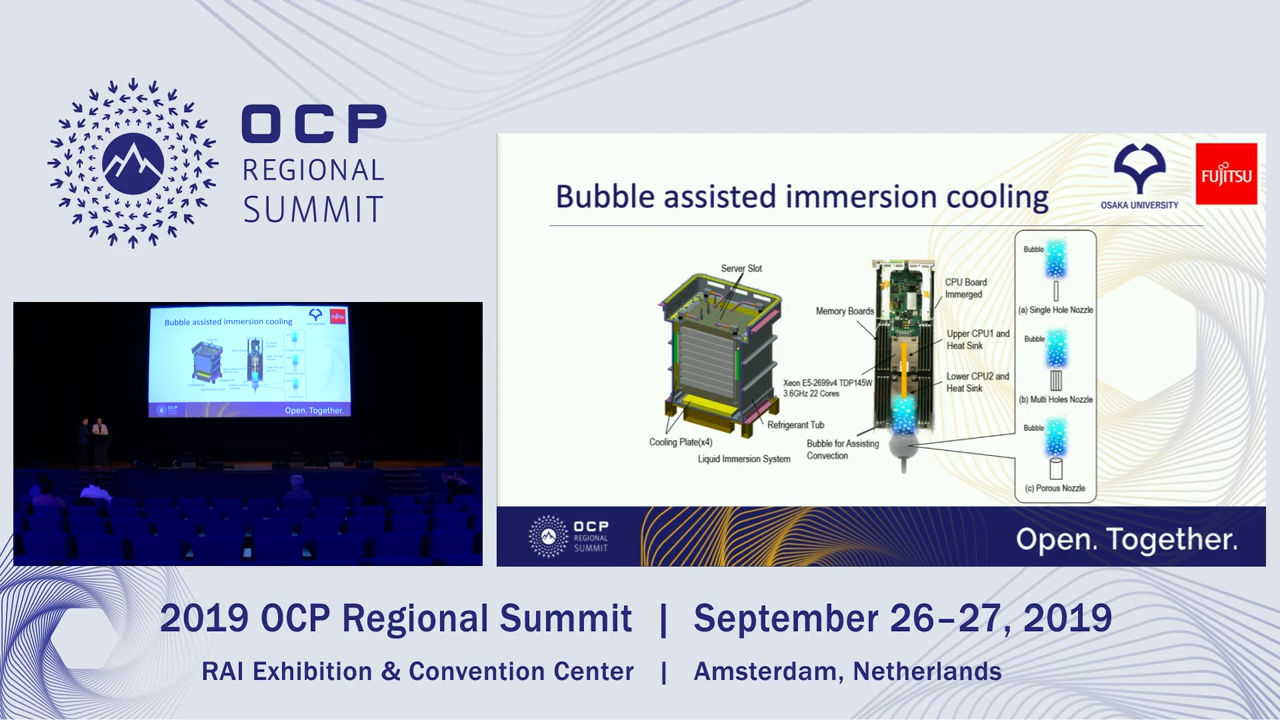 OCP
REGIONAL
SUMMIT
Bubble assisted immersion cooling
OSAKA UNIVERSITY
FUJITSU
Server Slot
Cooling Plate(x4)
Refrigerant Tub
Liquid Immersion System
Memory Boards
CPU Board
Immerged
Upper CPU1 and
Heat Sink
Xeon E5-2699v4 TDP145W
3.6GHz 22 Cores
Lower CPU2 and
Heat Sink
Bubble for Assisting
Convection
Bubble
(a) Single Hole Nozzle
Bubble
(b) Multi Holes Nozzle
Bubble
(c) Porous Nozzle
OCP
REGIONAL
SUMMIT
Open. Together.
Bubble assisted immersion cooling
Open. Together.
2019 OCP Regional Summit | September 26–27, 2019
RAI Exhibition & Convention Center | Amsterdam, Netherlands